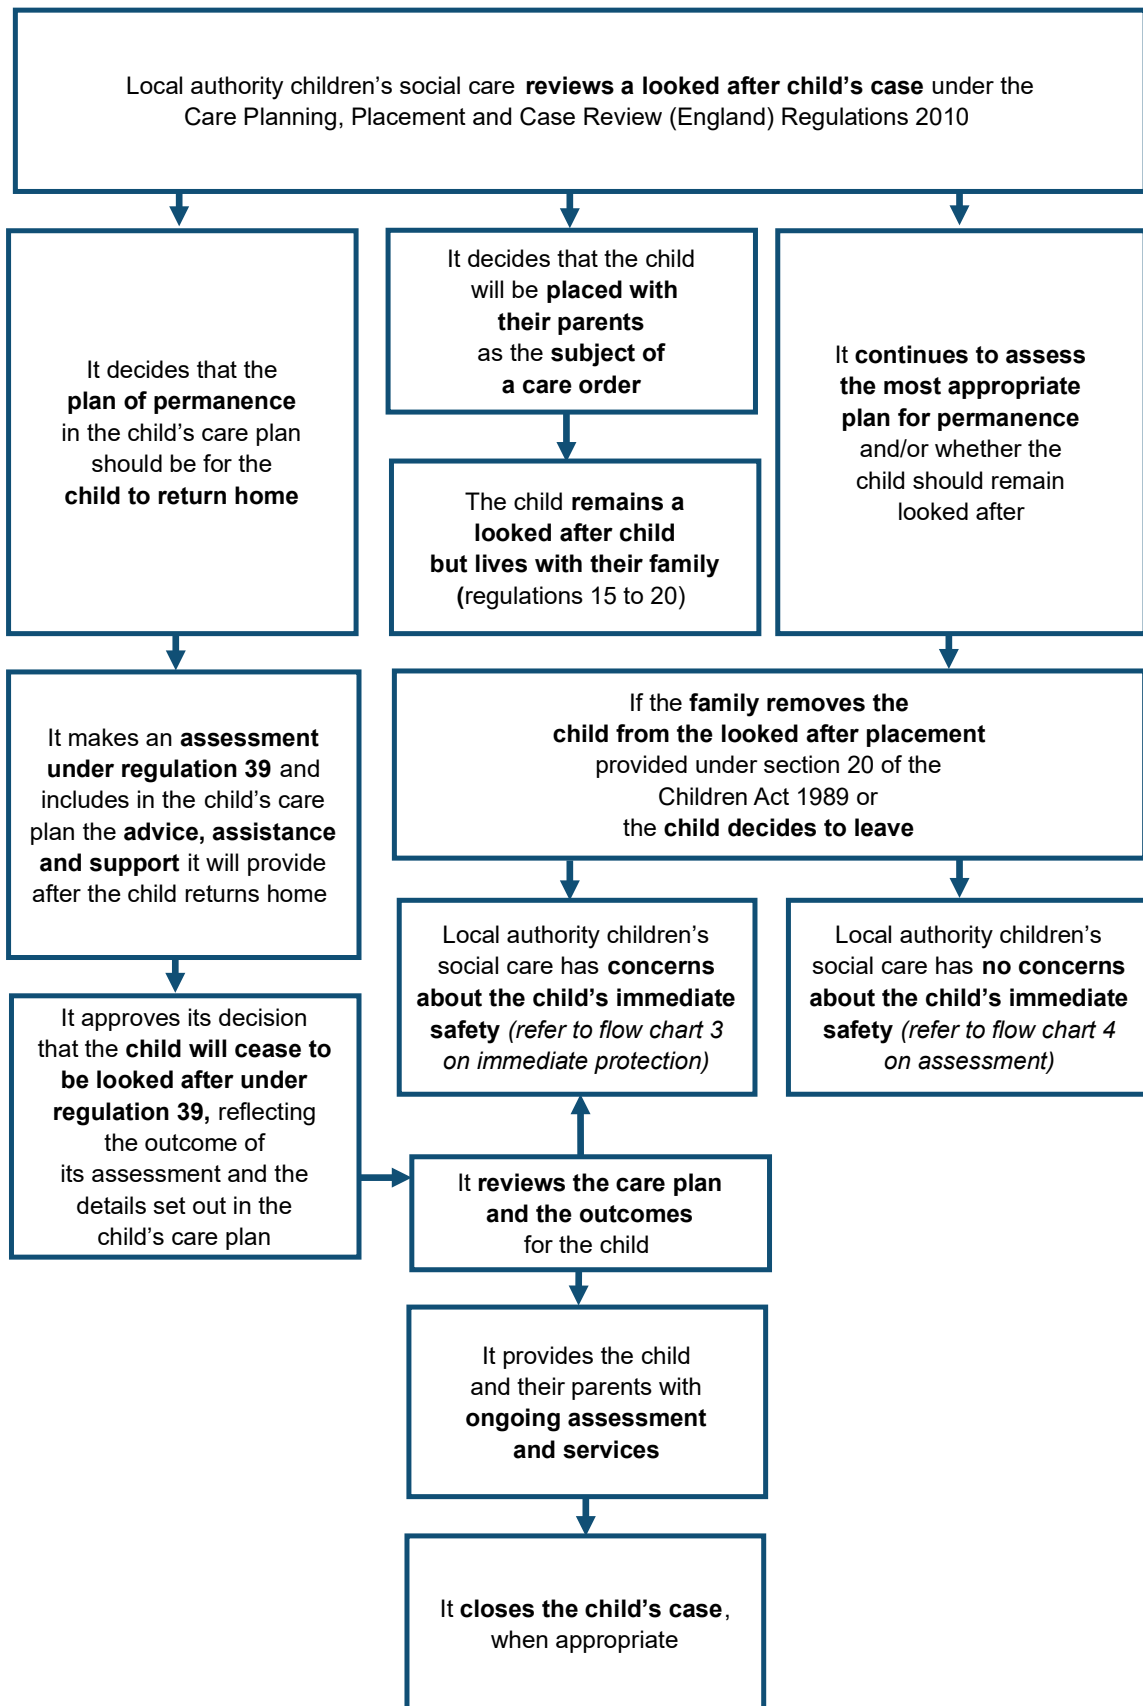 Local authority children’s social care reviews a looked after child’s case under the
Care Planning, Placement and Case Review (England) Regulations 2010
It decides that the
plan of permanence
in the child’s care plan
should be for the
child to return home
It decides that the child
will be placed with
their parents
as the subject of
a care order
It continues to assess
the most appropriate
plan for permanence
and/or whether the
child should remain
looked after
The child remains a
looked after child
but lives with their family
(regulations 15 to 20)
It makes an assessment
under regulation 39 and
includes in the child’s care
plan the advice, assistance
and support it will provide
after the child returns home
If the family removes the
child from the looked after placement
provided under section 20 of the
Children Act 1989 or
the child decides to leave
Local authority children’s
social care has concerns
about the child’s immediate
safety (refer to flow chart 3
on immediate protection)
Local authority children’s
social care has no concerns
about the child’s immediate
safety (refer to flow chart 4
on assessment)
It approves its decision
that the child will cease to
be looked after under
regulation 39, reflecting
the outcome of
its assessment and the
details set out in the
child’s care plan
It reviews the care plan
and the outcomes
for the child
It provides the child
and their parents with
ongoing assessment
and services
It closes the child’s case,
when appropriate